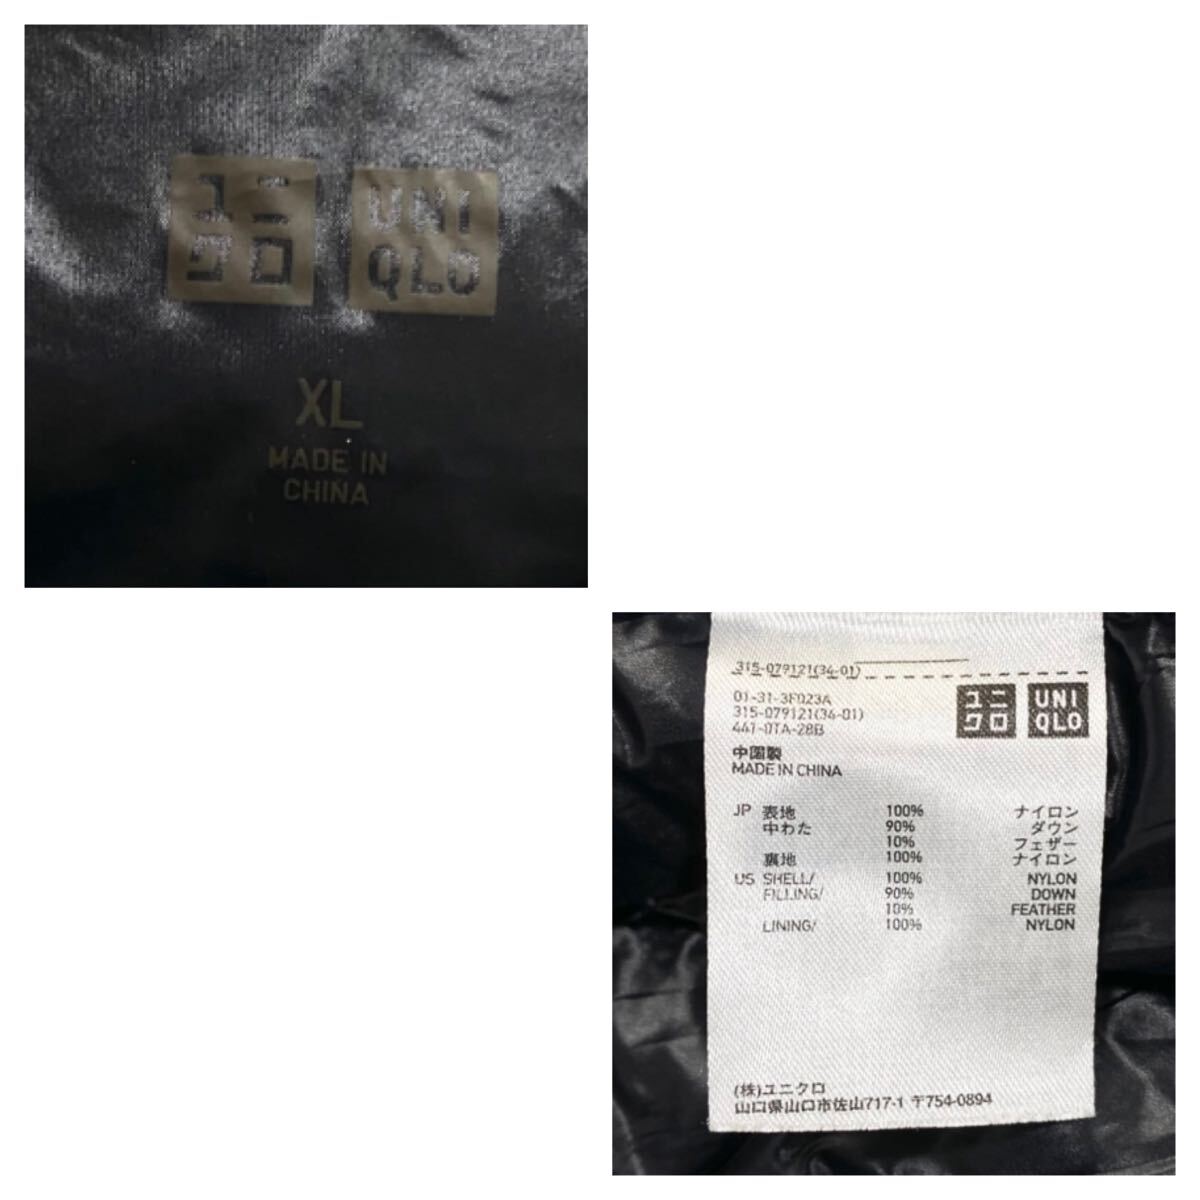 ユニ UNI
クロ QLO
XL
MADE IN
CHINA
315-079121(34-01)
01-31-3F023A
315-079121(34-01)
441-07A-28B
ユニ UNI
クロ QLO
中国製
MADE IN CHINA
JP 表地 100% ナイロン
中わた 90% ダウン
10% フェザー
裏地 100% ナイロン
US SHELL/ 100% NYLON
FILLING/ 90% DOWN
10% FEATHER
LINING/ 100% NYLON
(株)ユニクロ
山口県山口市佐山717-1 〒754-0894